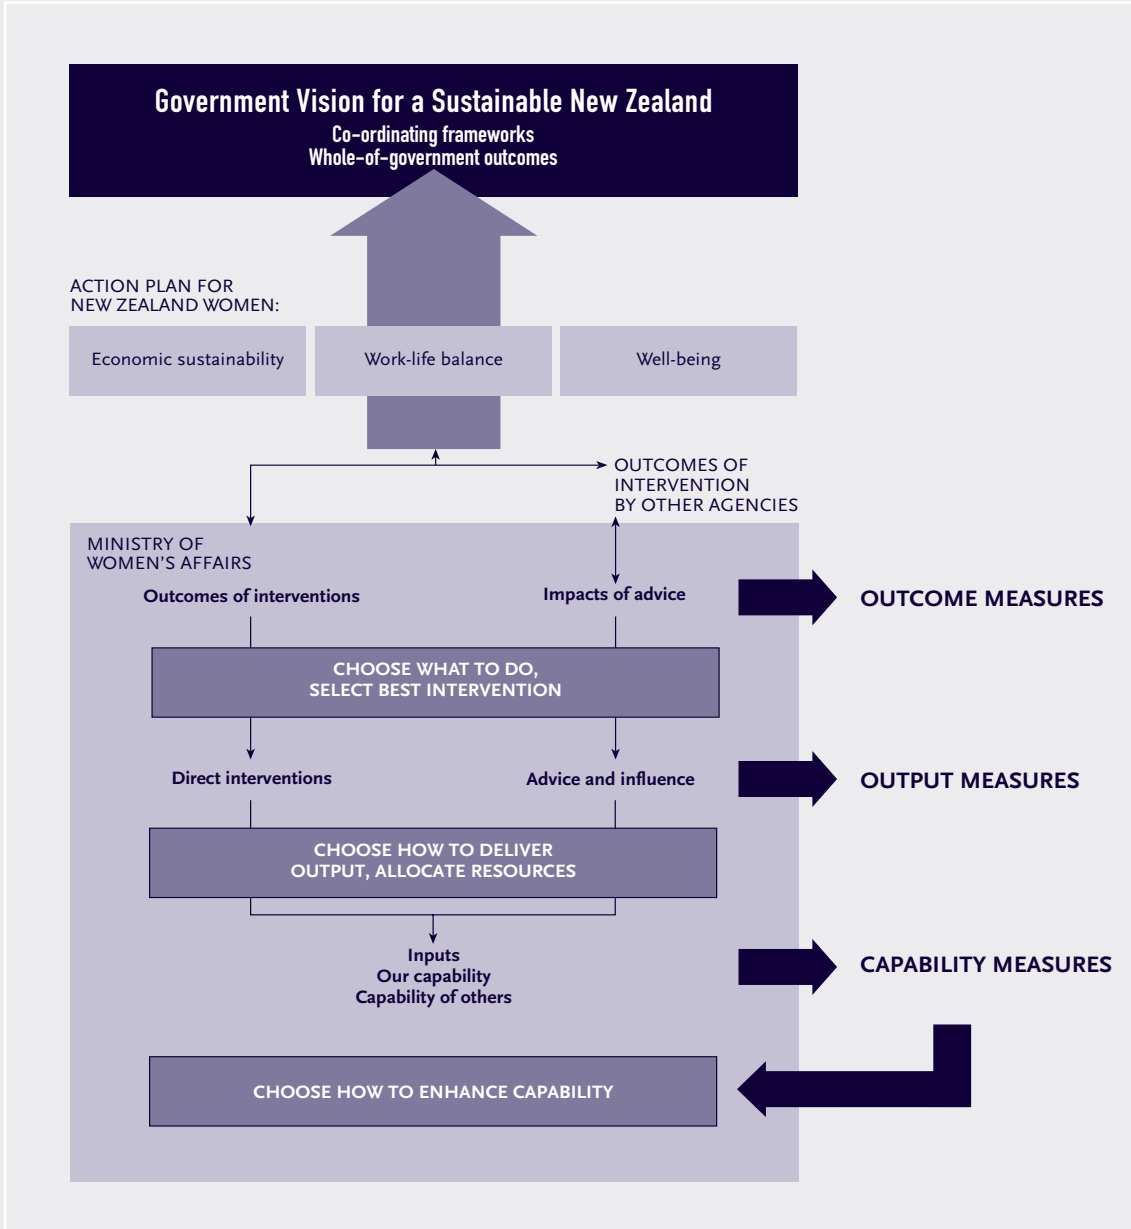 Government Vision for a Sustainable New Zealand
Co-ordinating frameworks
Whole-of-government outcomes
ACTION PLAN FOR
NEW ZEALAND WOMEN:
Economic sustainability
Work-life balance
Well-being
OUTCOMES OF
INTERVENTION
BY OTHER AGENCIES
MINISTRY OF
WOMEN'S AFFAIRS
Outcomes of interventions
Impacts of advice
OUTCOME MEASURES
CHOOSE WHAT TO DO,
SELECT BEST INTERVENTION
Direct interventions
Advice and influence
OUTPUT MEASURES
CHOOSE HOW TO DELIVER
OUTPUT, ALLOCATE RESOURCES
Inputs
Our capability
Capability of others
CAPABILITY MEASURES
CHOOSE HOW TO ENHANCE CAPABILITY